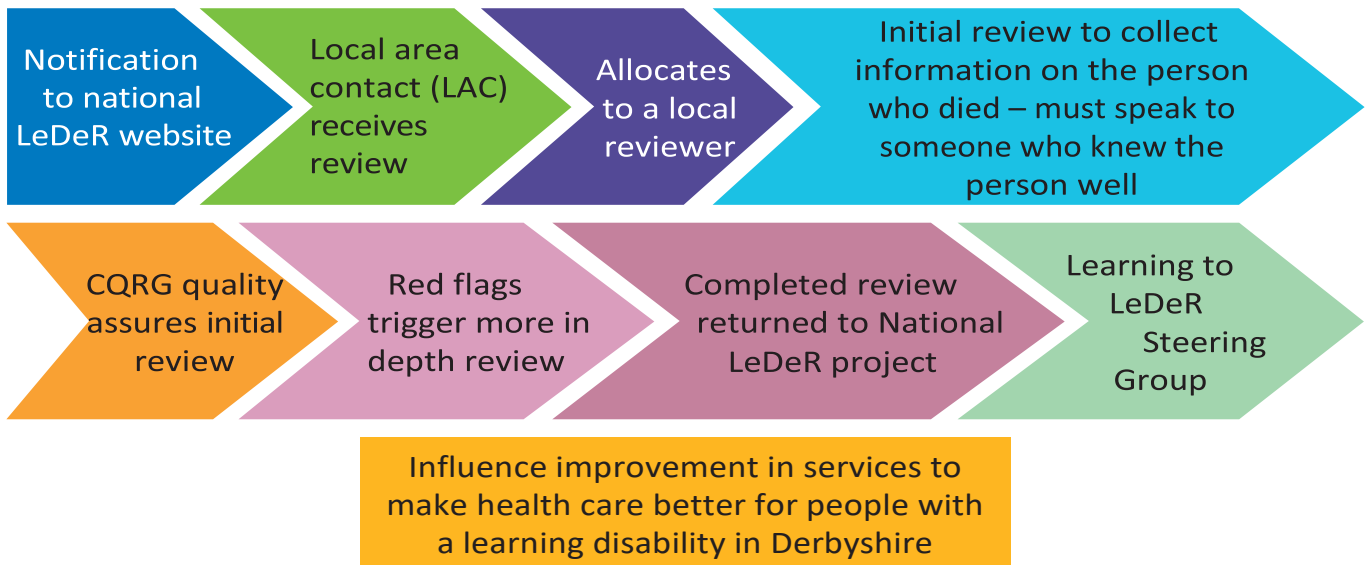 Notification
to national
LeDeR website
Local area
contact (LAC)
receives
review
Allocates
to a local
reviewer
Initial review to collect
information on the person
who died – must speak to
someone who knew the
person well
CQRG quality
assures initial
review
Red flags
trigger more in
depth review
Completed review
returned to National
LeDeR project
Learning to
LeDeR
Steering
Group
Influence improvement in services to
make health care better for people with
a learning disability in Derbyshire